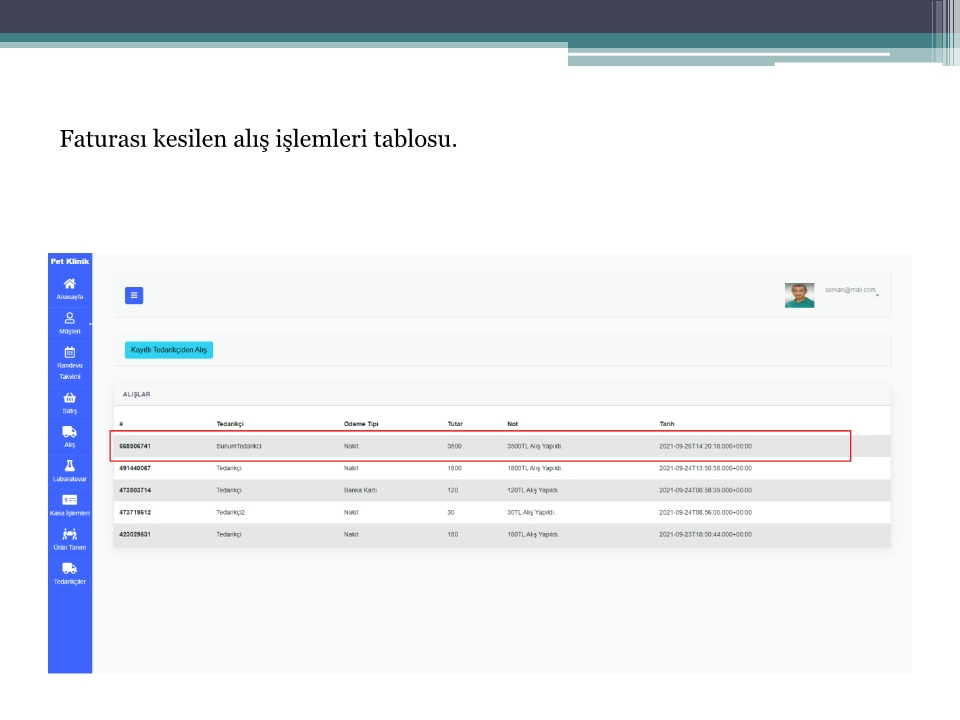 Faturası kesilen alış işlemleri tablosu.
Pet Klinik
Anasayfa
Müşteri
Randevu
Takvimi
Satış
Alış
Laboratuvar
Kasa İşlemleri
Ürün Tanım
Tedarikçiler
serkan@mail.com
Kayıtlı Tedarikçiden Alış
ALIŞLAR
# Tedarikçi Ödeme Tipi Tutar Not Tarih
665906741 SunumTedarikci Nakit 3500 3500TL Alış Yapıldı. 2021-09-26T14:20:18.000+00:00
491440067 Tedarikçi Nakit 1800 1800TL Alış Yapıldı. 2021-09-24T13:50:58.000+00:00
473903714 Tedarikçi Banka Kartı 120 120TL Alış Yapıldı. 2021-09-24T08:58:39.000+00:00
473719612 Tedarikçi2 Nakit 30 30TL Alış Yapıldı. 2021-09-24T08:56:00.000+00:00
423029631 Tedarikçi Nakit 180 180TL Alış Yapıldı. 2021-09-23T18:50:44.000+00:00